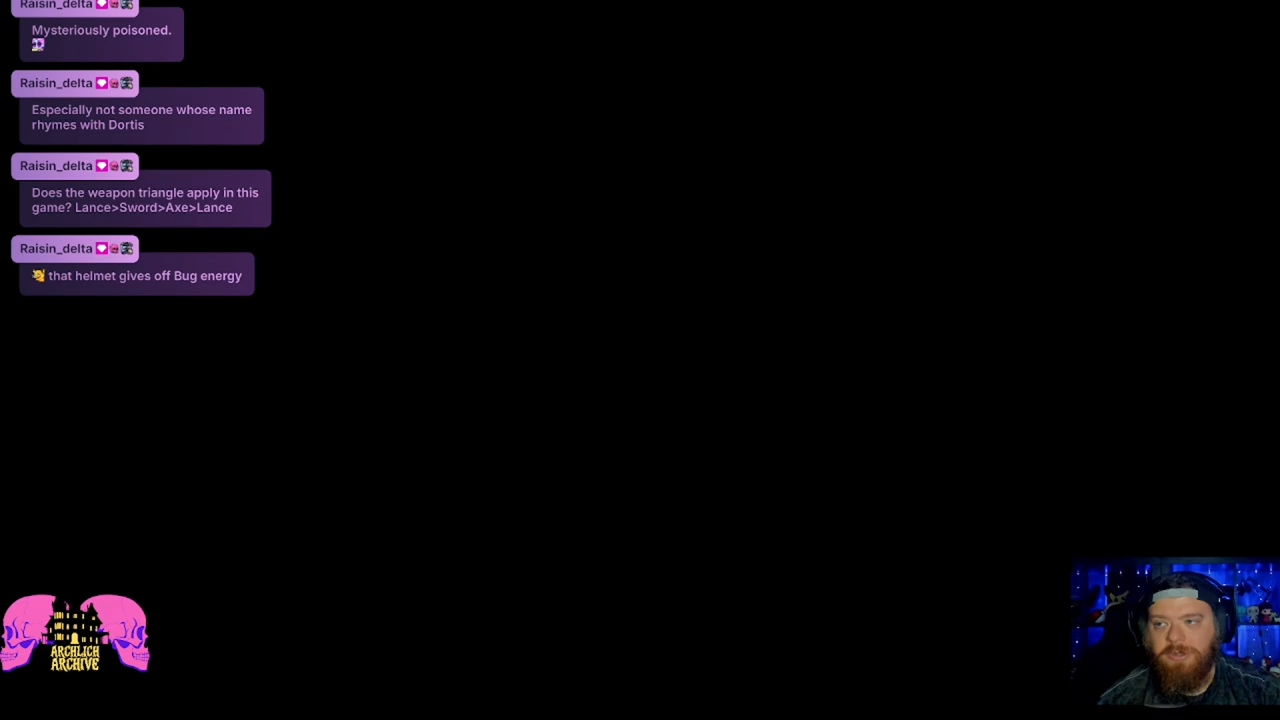 Raisin_delta
Mysteriously poisoned.
Raisin_delta
Especially not someone whose name
rhymes with Dortis
Raisin_delta
Does the weapon triangle apply in this
game? Lance>Sword>Axe>Lance
Raisin_delta
that helmet gives off Bug energy
ARCHLICH
ARCHIVE